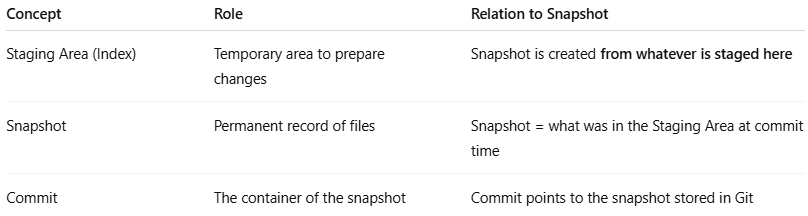 Concept Role Relation to Snapshot
Staging Area (Index) Temporary area to prepare changes Snapshot is created from whatever is staged here
Snapshot Permanent record of files Snapshot = what was in the Staging Area at commit time
Commit The container of the snapshot Commit points to the snapshot stored in Git